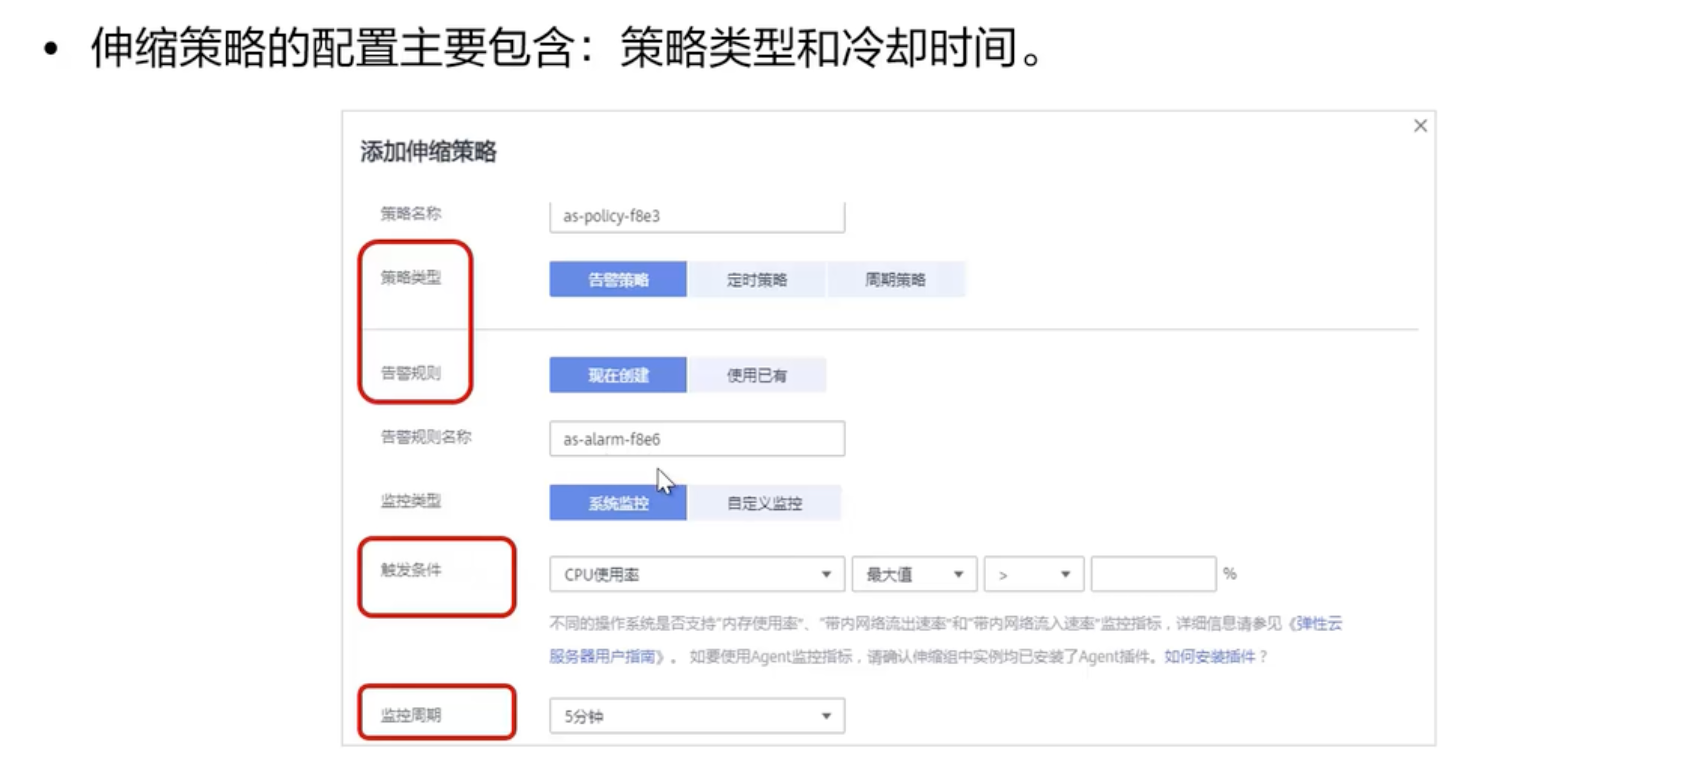 • 伸缩策略的配置主要包含：策略类型和冷却时间。
添加伸缩策略
策略名称 as-policy-f8e3
策略类型 告警策略 定时策略 周期策略
告警规则 现在创建 使用已有
告警规则名称 as-alarm-f8e6
监控类型 系统监控 自定义监控
触发条件 CPU使用率 最大值 > %
不同的操作系统是否支持"内存使用率"、"带内网络流出速率"和"带内网络流入速率"监控指标，详细信息请参见《弹性云
服务器用户指南》。 如要使用Agent监控指标，请确认伸缩组中实例均已安装了Agent插件。如何安装插件？
监控周期 5分钟